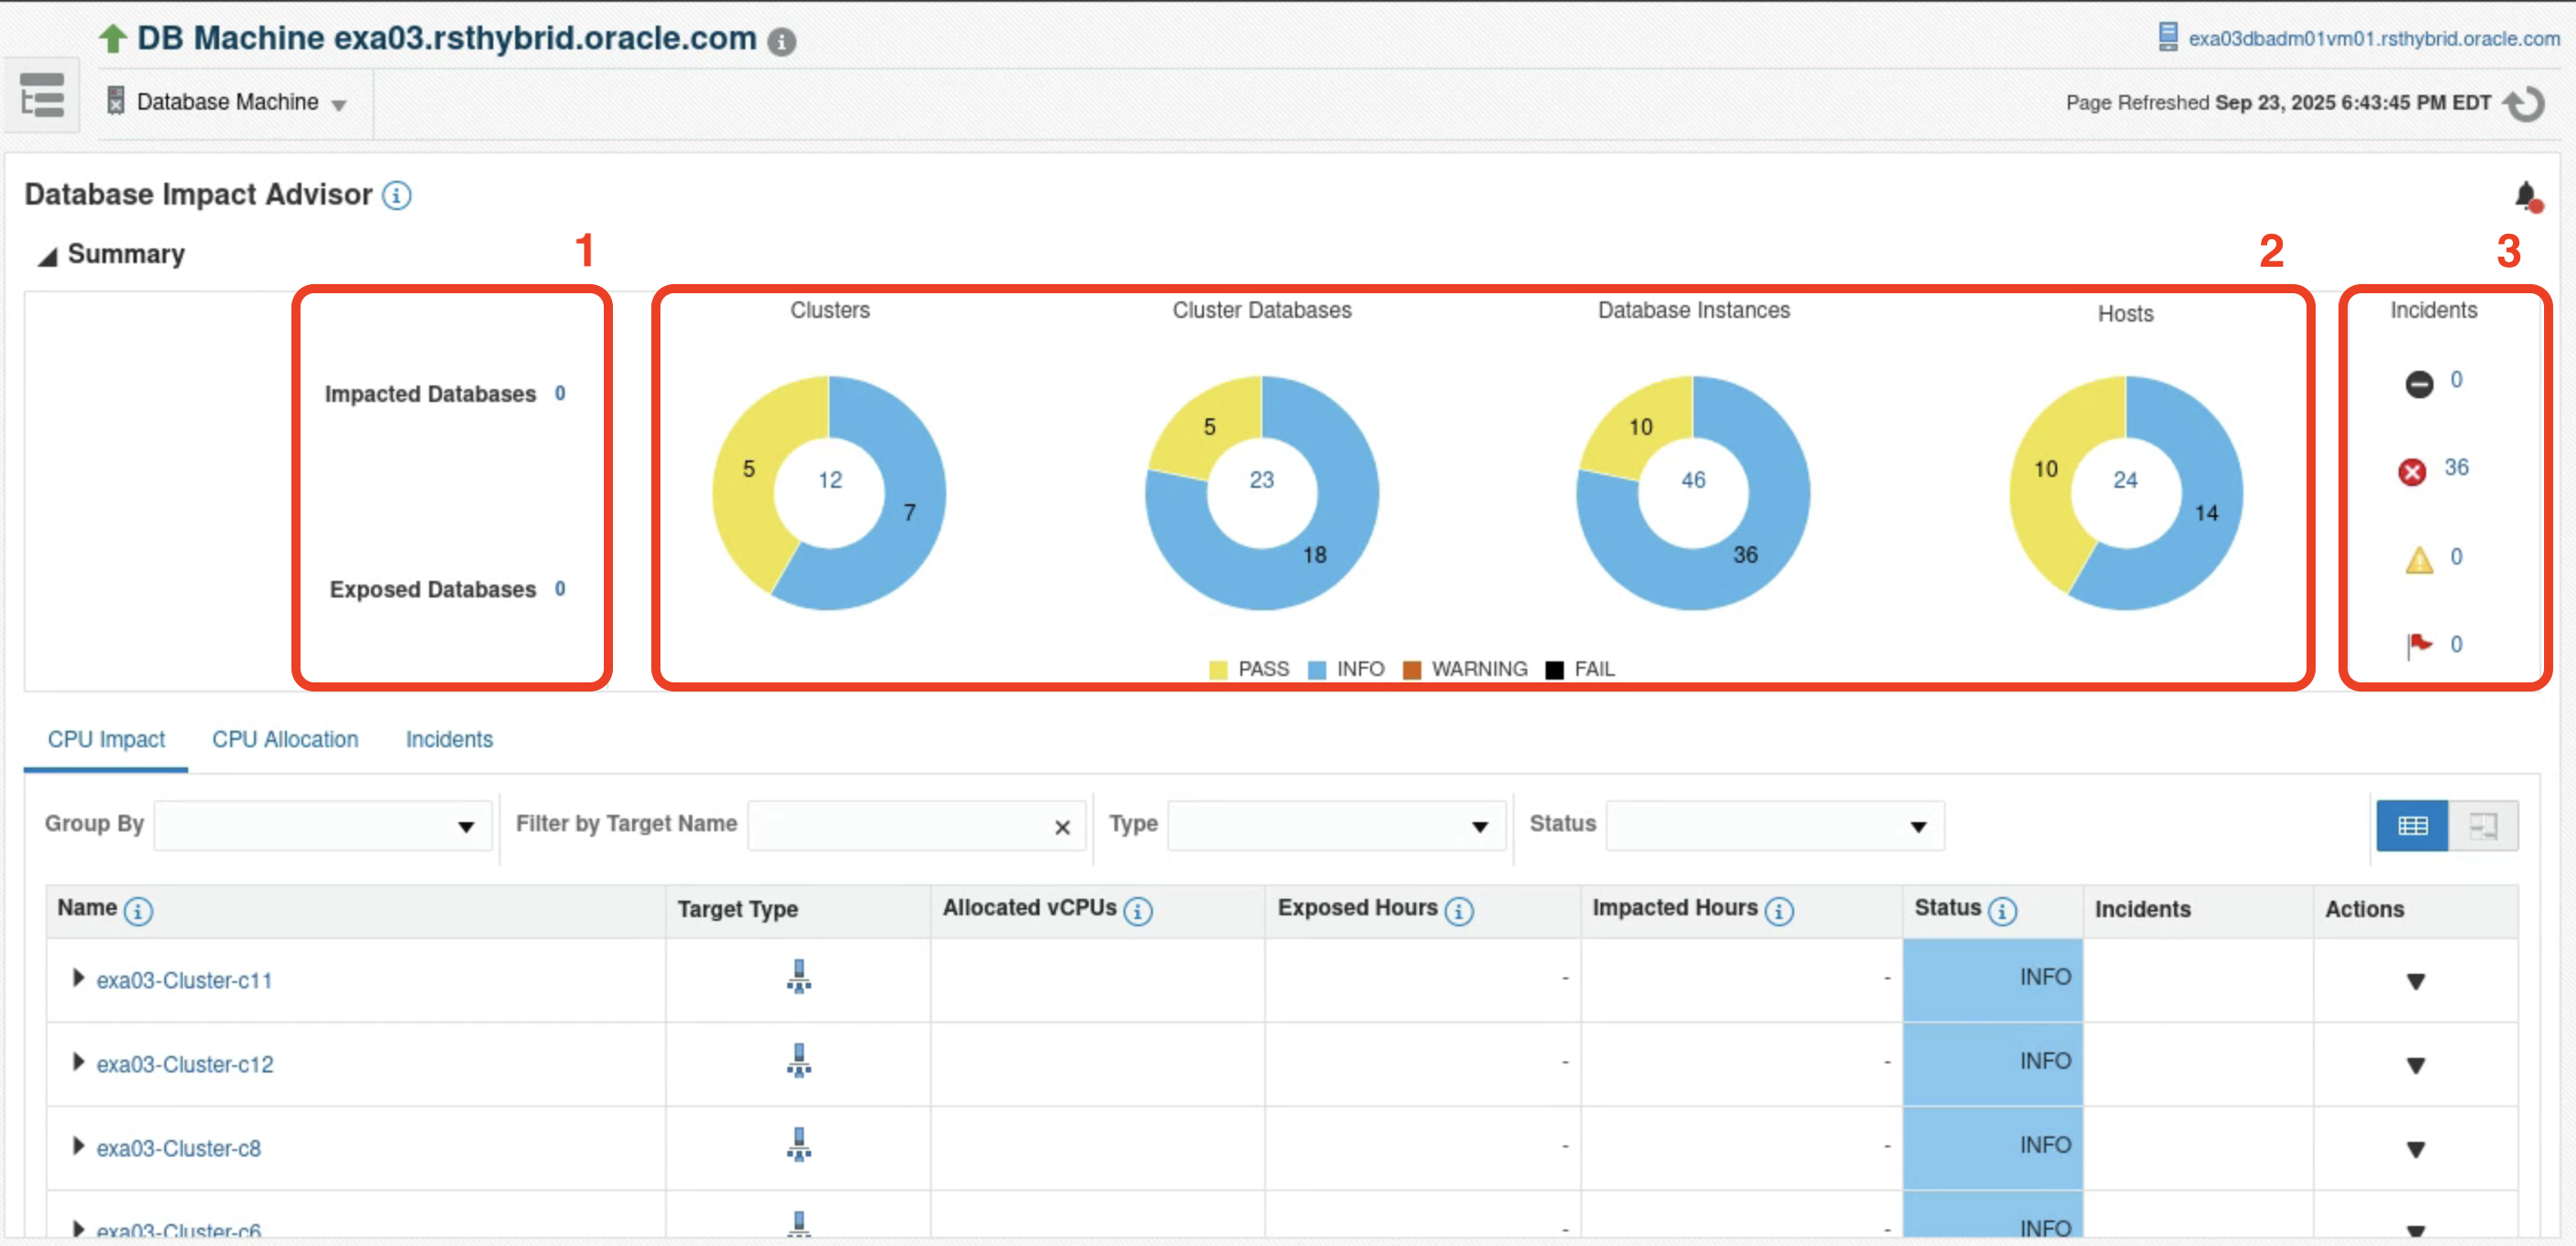 DB Machine exa03.rsthybrid.oracle.com
exa03dbadm01vm01.rsthybrid.oracle.com
Database Machine
Page Refreshed Sep 23, 2025 6:43:45 PM EDT
Database Impact Advisor
Summary
1
2
3
Impacted Databases 0
Exposed Databases 0
Clusters
5
12
7
Cluster Databases
5
23
18
Database Instances
10
46
36
Hosts
10
24
14
PASS INFO WARNING FAIL
Incidents
0
36
0
0
CPU Impact CPU Allocation Incidents
Group By Filter by Target Name Type Status
Name Target Type Allocated vCPUs Exposed Hours Impacted Hours Status Incidents Actions
exa03-Cluster-c11 - - INFO
exa03-Cluster-c12 - - INFO
exa03-Cluster-c8 - - INFO
exa03-Cluster-c6 - - INFO